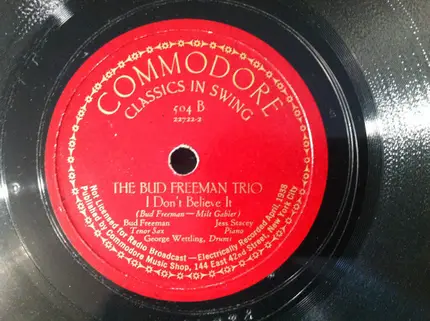 COMMODORE
CLASSICS IN SWING
504 B
22722-2
THE BUD FREEMAN TRIO
I Don't Believe It
(Bud Freeman — Milt Gabler)
Bud Freeman Jess Stacey
Tenor Sax Piano
George Wettling, Drums
Not Licensed for Radio Broadcast — Electrically Recorded April, 1938
Published by Commodore Music Shop, 144 East 42nd Street, New York City